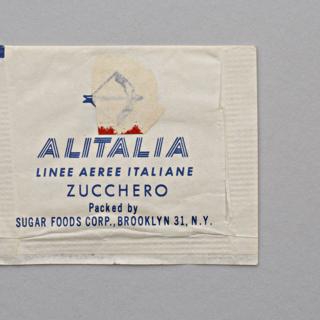 ALITALIA
LINEE AEREE ITALIANE
ZUCCHERO
Packed by
SUGAR FOODS CORP., BROOKLYN 31, N.Y.